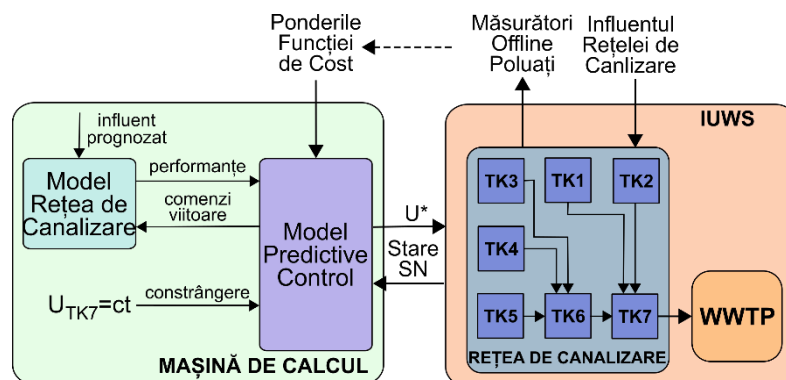 Ponderile
Funcției
de Cost
Măsurători
Offline
Poluați
Influentul
Rețelei de
Canlizare
influent
prognozat
Model
Rețea de
Canalizare
performanțe
comenzi
viitoare
Model
Predictive
Control
U_TK7=ct
constrângere
MAȘINĂ DE CALCUL
U*
Stare
SN
IUWS
TK3
TK1
TK2
TK4
TK5
TK6
TK7
REȚEA DE CANALIZARE
WWTP